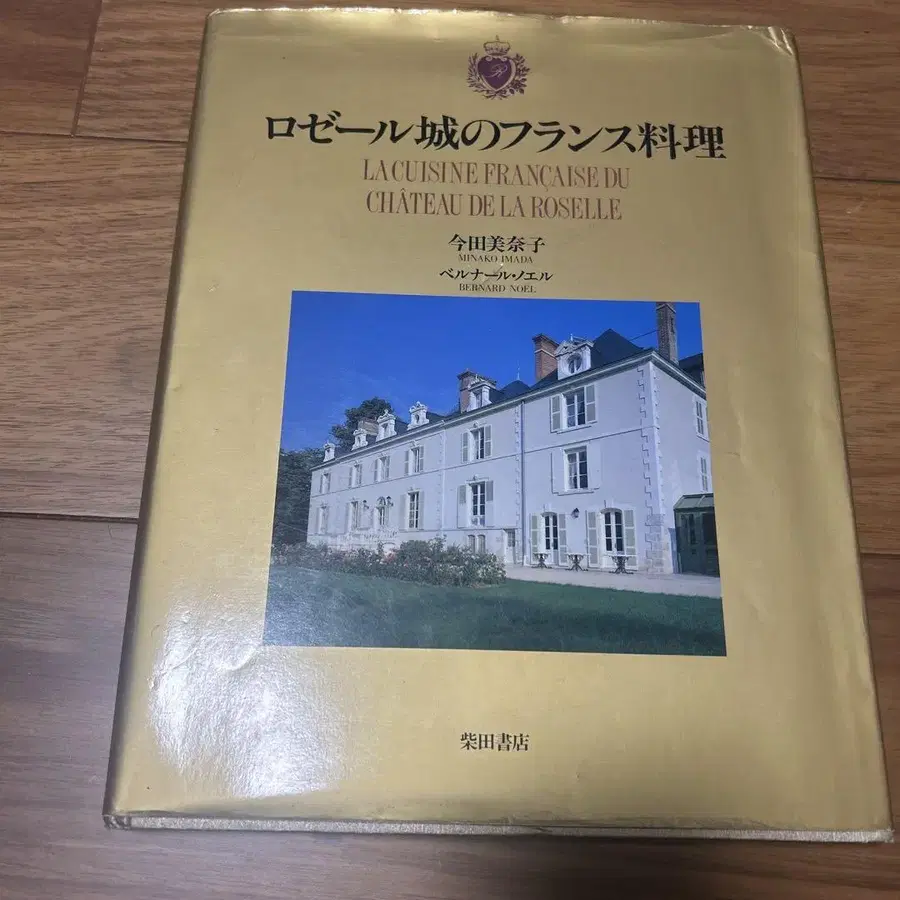 R
ロゼール城のフランス料理
LA CUISINE FRANÇAISE DU
CHÂTEAU DE LA ROSELLE
今田美奈子
MINAKO IMADA
ベルナール・ノエル
BERNARD NOËL
柴田書店